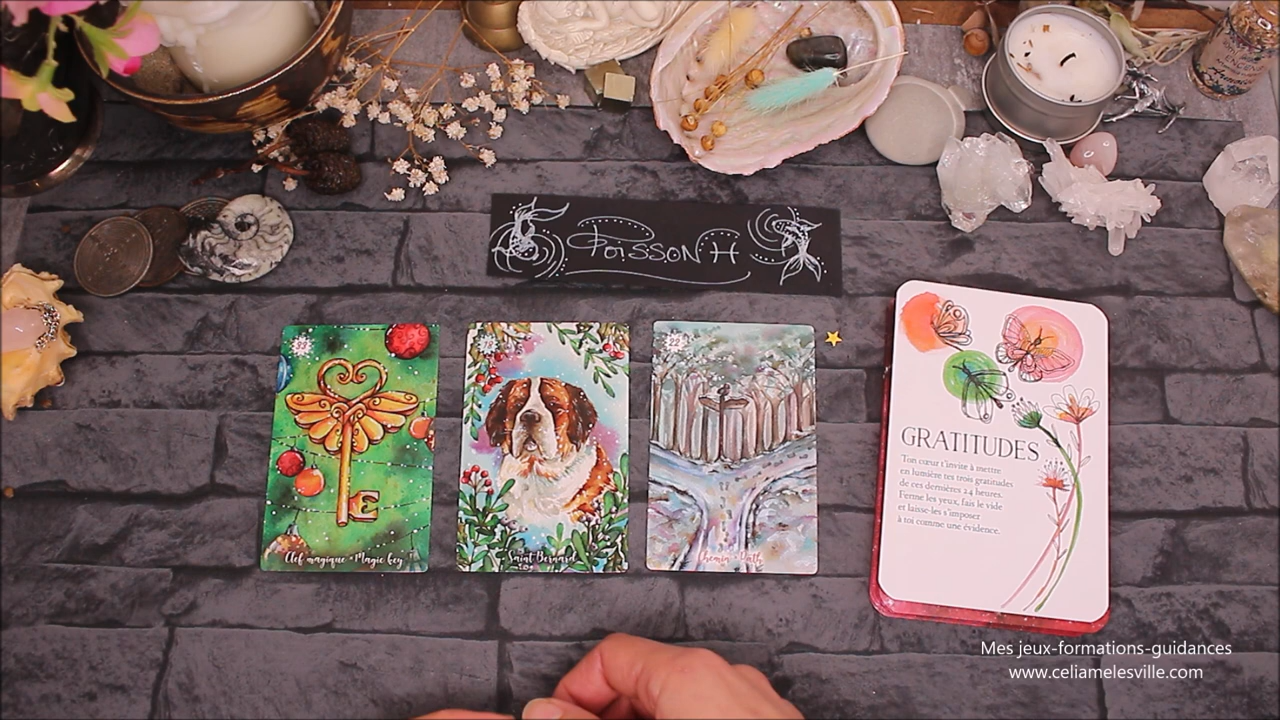 Poisson H
33
Clef magique • Magic key
Saint Bernard
22
Chemin • Path
GRATITUDES
Ton cœur t'invite à mettre
en lumière tes trois gratitudes
de ces dernières 24 heures.
Ferme les yeux, fais le vide
et laisse-les s'imposer
à toi comme une évidence.
Mes jeux-formations-guidances
www.celiamelesville.com